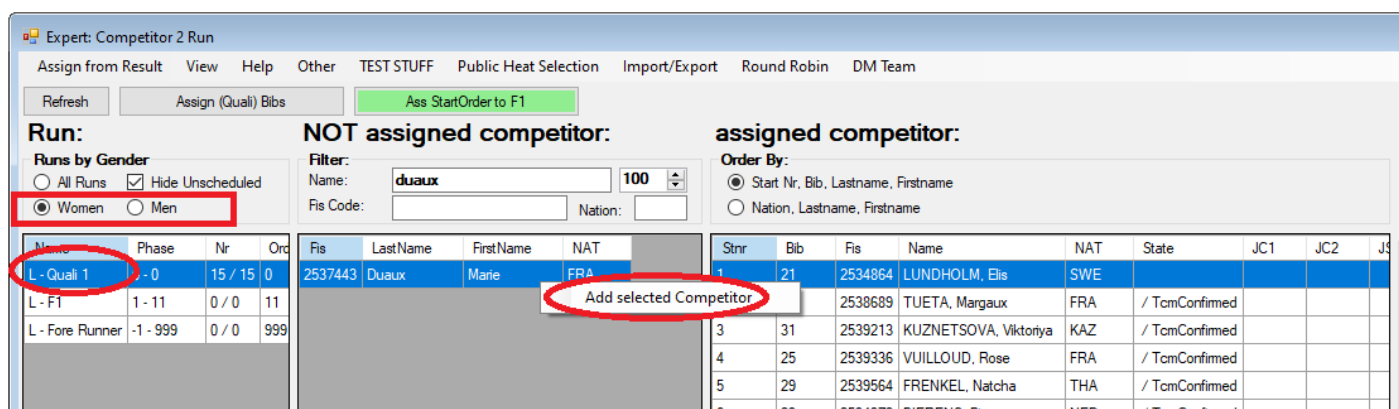 Expert: Competitor 2 Run
Assign from Result View Help Other TEST STUFF Public Heat Selection Import/Export Round Robin DM Team
Refresh Assign (Quali) Bibs Ass StartOrder to F1
Run: NOT assigned competitor: assigned competitor:
Runs by Gender Filter: Order By:
All Runs Hide Unscheduled Name: duaux 100 Start Nr, Bib, Lastname, Firstname
Women Men Fis Code: Nation: Nation, Lastname, Firstname
Name Phase Nr Ord Fis LastName FirstName NAT Stnr Bib Fis Name NAT State JC1 JC2
L - Quali 1 - 0 15 / 15 0 2537443 Duaux Marie FRA 1 21 2534864 LUNDHOLM, Elis SWE
L - F1 1 - 11 0 / 0 11 Add selected Competitor 2538689 TUETA, Margaux FRA / TcmConfirmed
L - Fore Runner -1 - 999 0 / 0 999 3 31 2539213 KUZNETSOVA, Viktoriya KAZ / TcmConfirmed
4 25 2539336 VUILLOUD, Rose FRA / TcmConfirmed
5 29 2539564 FRENKEL, Natcha THA / TcmConfirmed